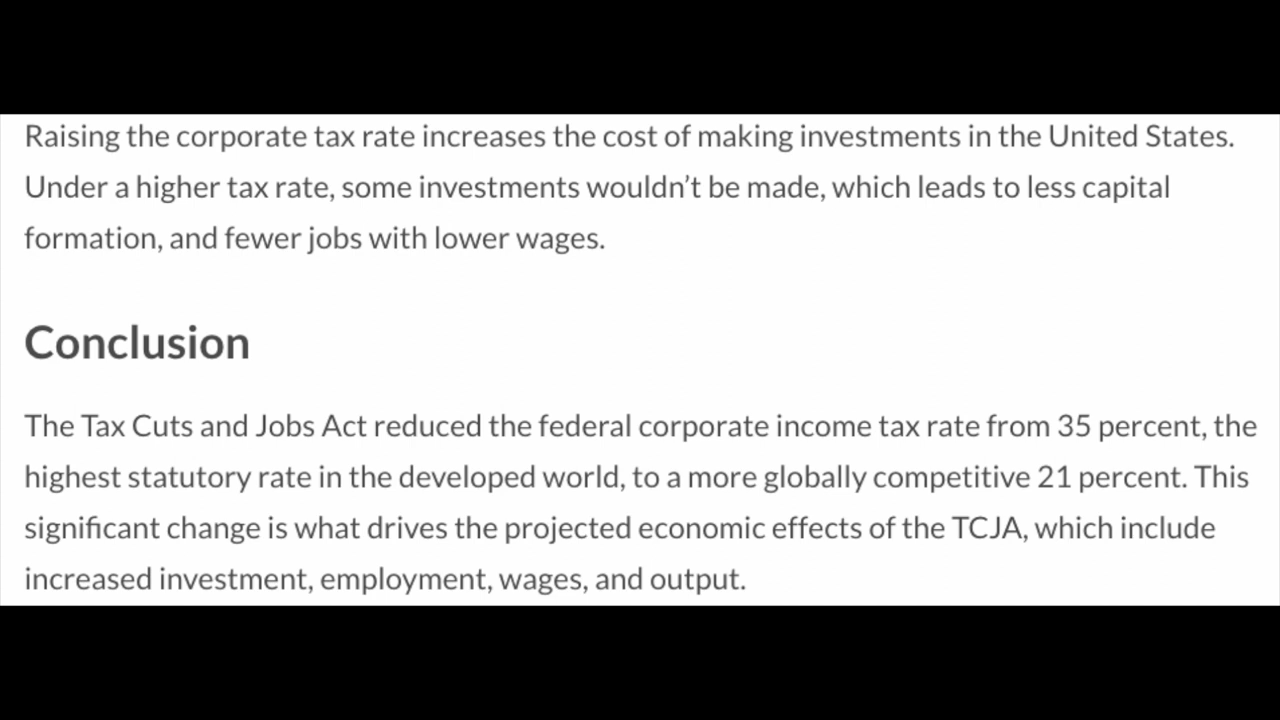 Raising the corporate tax rate increases the cost of making investments in the United States.
Under a higher tax rate, some investments wouldn’t be made, which leads to less capital
formation, and fewer jobs with lower wages.
Conclusion
The Tax Cuts and Jobs Act reduced the federal corporate income tax rate from 35 percent, the
highest statutory rate in the developed world, to a more globally competitive 21 percent. This
significant change is what drives the projected economic effects of the TCJA, which include
increased investment, employment, wages, and output.